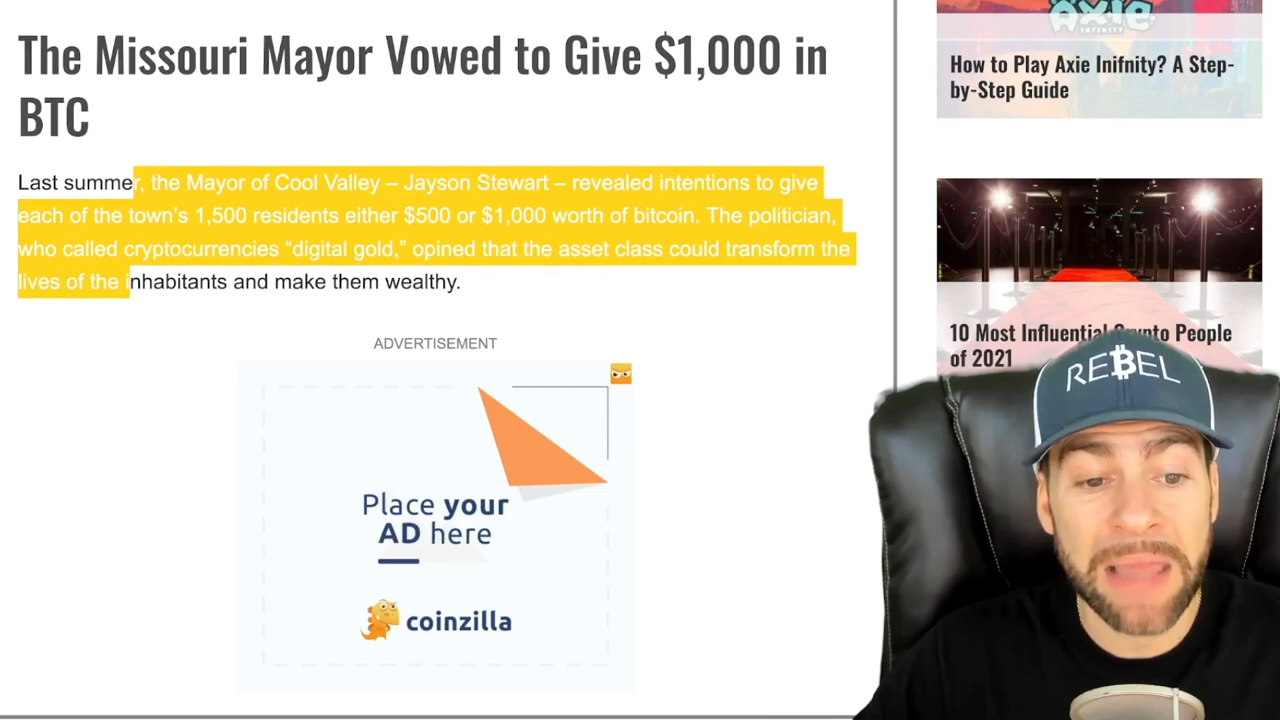 The Missouri Mayor Vowed to Give $1,000 in
BTC
Last summer, the Mayor of Cool Valley – Jayson Stewart – revealed intentions to give
each of the town’s 1,500 residents either $500 or $1,000 worth of bitcoin. The politician,
who called cryptocurrencies “digital gold,” opined that the asset class could transform the
lives of the inhabitants and make them wealthy.
ADVERTISEMENT
Place your
AD here
coinzilla
AXIE
INFINITY
How to Play Axie Inifnity? A Step-
by-Step Guide
10 Most Influential Crypto People
of 2021
REBEL